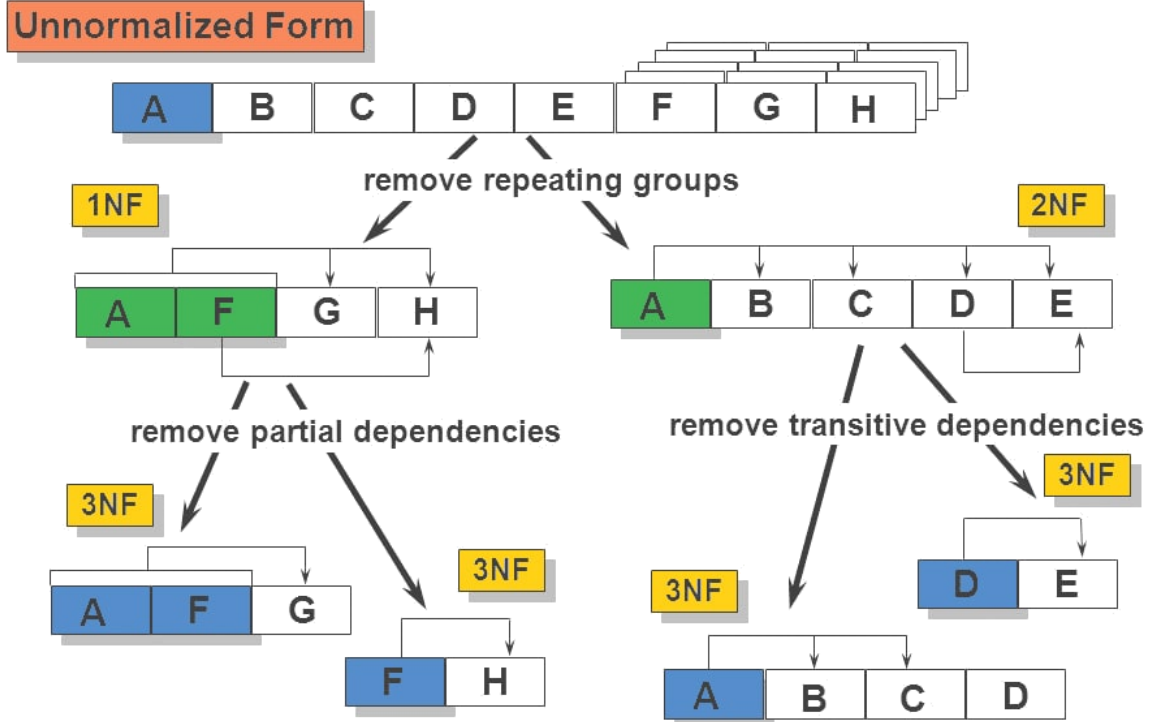 Unnormalized Form
A B C D E F G H
remove repeating groups
1NF
2NF
A F G H
A B C D E
remove partial dependencies
remove transitive dependencies
3NF
3NF
3NF
3NF
A F G
D E
F H
A B C D